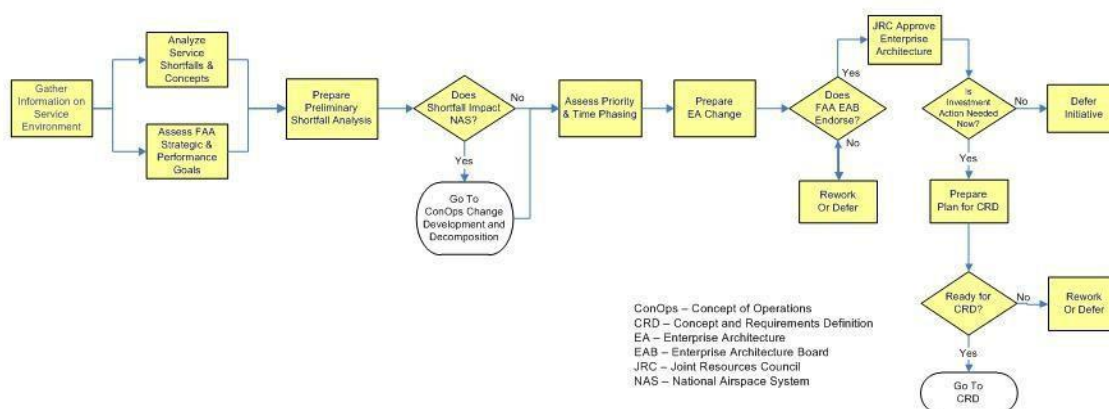 Gather
Information on
Service
Environment
Analyze
Service
Shortfalls &
Concepts
Assess FAA
Strategic &
Performance
Goals
Prepare
Preliminary
Shortfall Analysis
Does
Shortfall Impact
NAS?
No
Yes
Go To
ConOps Change
Development and
Decomposition
Assess Priority
& Time Phasing
Prepare
EA Change
Does
FAA EAB
Endorse?
Yes
No
Rework
Or Defer
JRC Approve
Enterprise
Architecture
Is
Investment
Action Needed
Now?
No
Defer
Initiative
Yes
Prepare
Plan for CRD
Ready for
CRD?
No
Rework
Or Defer
Yes
Go To
CRD
ConOps – Concept of Operations
CRD – Concept and Requirements Definition
EA – Enterprise Architecture
EAB – Enterprise Architecture Board
JRC – Joint Resources Council
NAS – National Airspace System